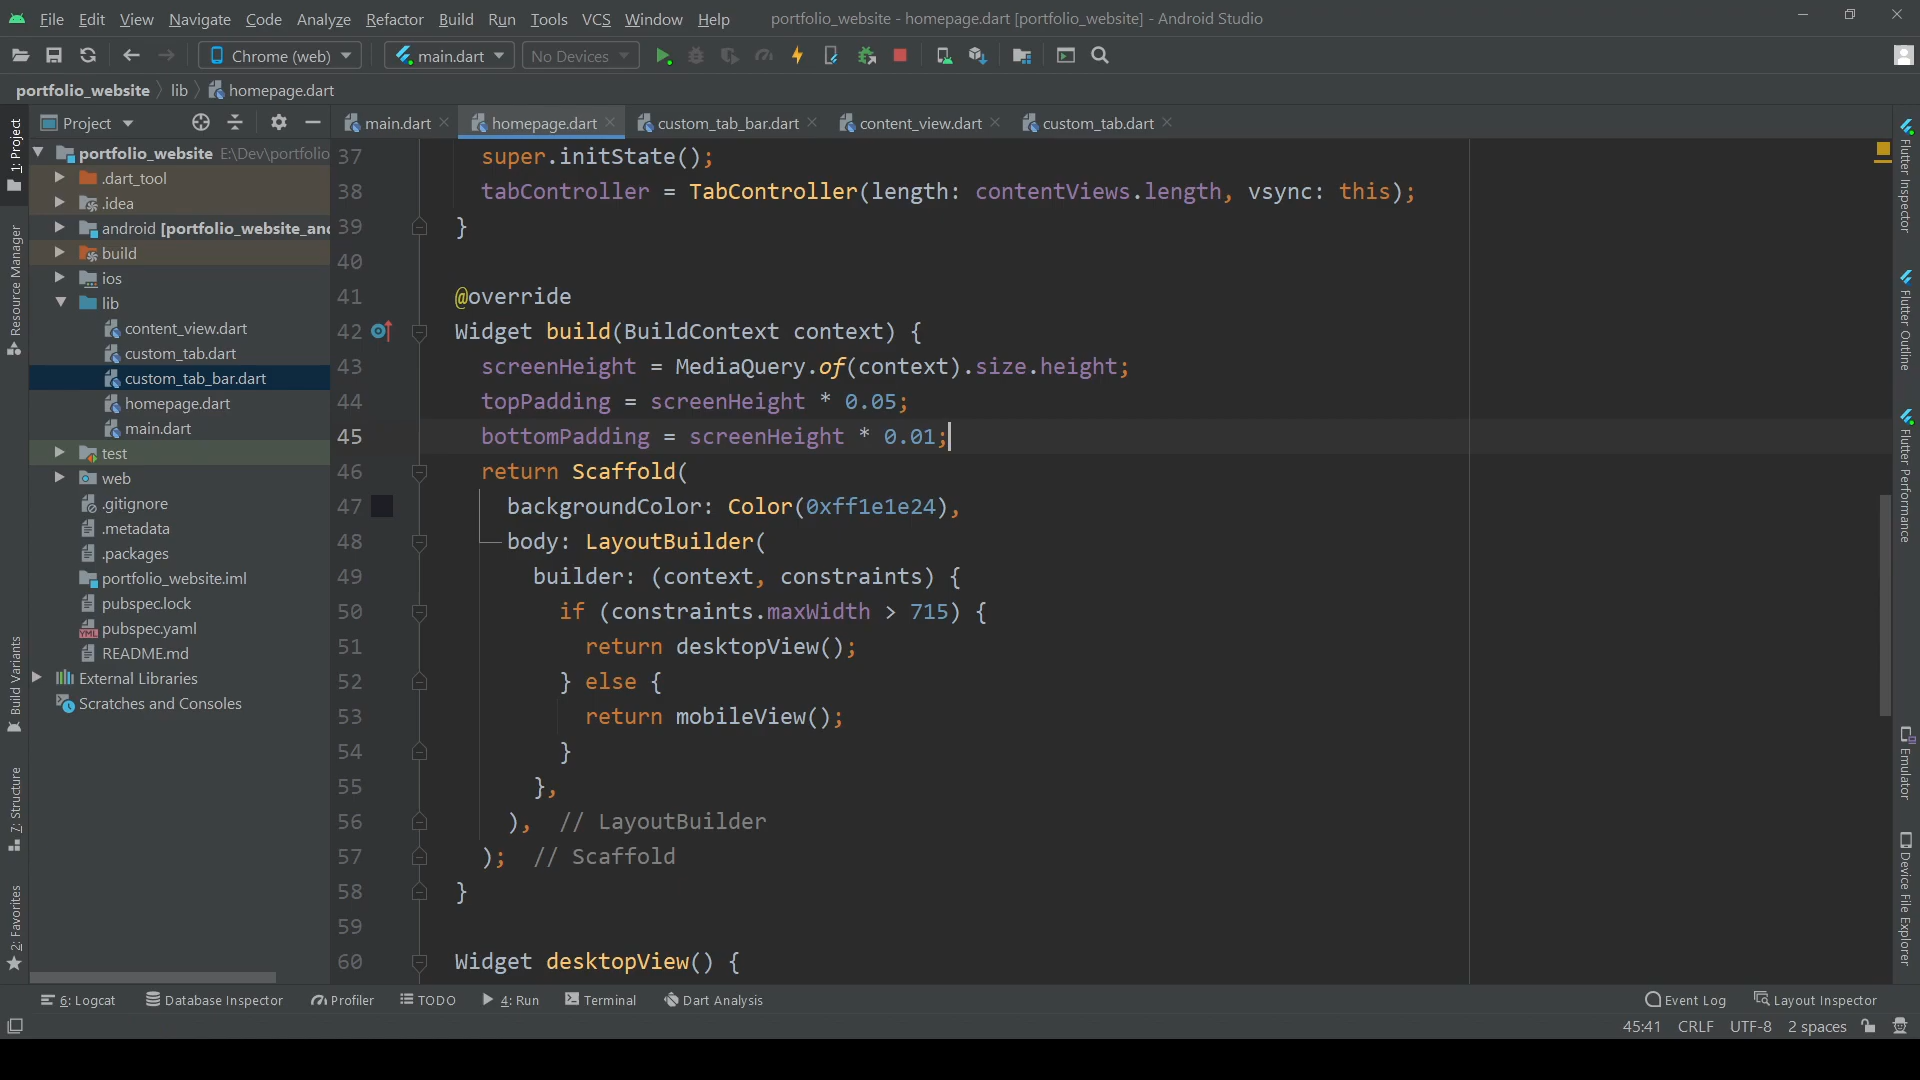 File Edit View Navigate Code Analyze Refactor Build Run Tools VCS Window Help portfolio_website - homepage.dart [portfolio_website] - Android Studio
Chrome (web) main.dart No Devices
portfolio_website lib homepage.dart
Project
main.dart homepage.dart custom_tab_bar.dart content_view.dart custom_tab.dart
1: Project
Resource Manager
Build Variants
7: Structure
2: Favorites
portfolio_website E:\Dev\portfolio
.dart_tool
.idea
android [portfolio_website_and
build
ios
lib
content_view.dart
custom_tab.dart
custom_tab_bar.dart
homepage.dart
main.dart
test
web
.gitignore
.metadata
.packages
portfolio_website.iml
pubspec.lock
pubspec.yaml
README.md
External Libraries
Scratches and Consoles
37 super.initState();
38 tabController = TabController(length: contentViews.length, vsync: this);
39 }
40
41 @override
42 Widget build(BuildContext context) {
43 screenHeight = MediaQuery.of(context).size.height;
44 topPadding = screenHeight * 0.05;
45 bottomPadding = screenHeight * 0.01;
46 return Scaffold(
47 backgroundColor: Color(0xff1e1e24),
48 body: LayoutBuilder(
49 builder: (context, constraints) {
50 if (constraints.maxWidth > 715) {
51 return desktopView();
52 } else {
53 return mobileView();
54 }
55 },
56 ), // LayoutBuilder
57 ); // Scaffold
58 }
59
60 Widget desktopView() {
Flutter Inspector
Flutter Outline
Flutter Performance
Emulator
Device File Explorer
6: Logcat Database Inspector Profiler TODO 4: Run Terminal Dart Analysis Event Log Layout Inspector
45:41 CRLF UTF-8 2 spaces